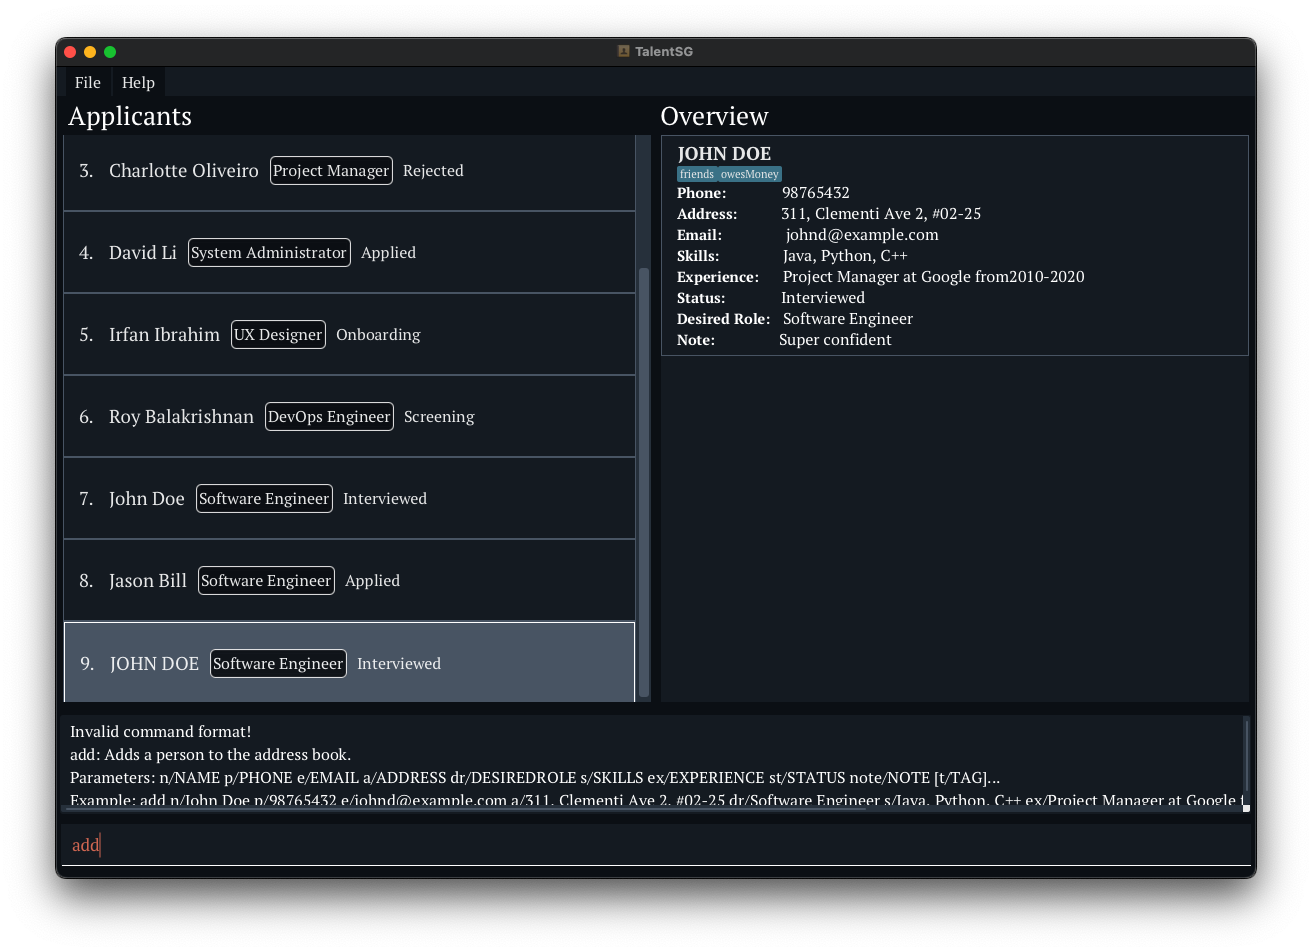 TalentSG
File Help
Applicants
3. Charlotte Oliveiro Project Manager Rejected
4. David Li System Administrator Applied
5. Irfan Ibrahim UX Designer Onboarding
6. Roy Balakrishnan DevOps Engineer Screening
7. John Doe Software Engineer Interviewed
8. Jason Bill Software Engineer Applied
9. JOHN DOE Software Engineer Interviewed
Overview
JOHN DOE
friends owesMoney
Phone: 98765432
Address: 311, Clementi Ave 2, #02-25
Email: johnd@example.com
Skills: Java, Python, C++
Experience: Project Manager at Google from2010-2020
Status: Interviewed
Desired Role: Software Engineer
Note: Super confident
Invalid command format!
add: Adds a person to the address book.
Parameters: n/NAME p/PHONE e/EMAIL a/ADDRESS dr/DESIREDROLE s/SKILLS ex/EXPERIENCE st/STATUS note/NOTE [t/TAG]...
Example: add n/John Doe p/98765432 e/johnd@example.com a/311, Clementi Ave 2, #02-25 dr/Software Engineer s/Java, Python, C++ ex/Project Manager at Google
add